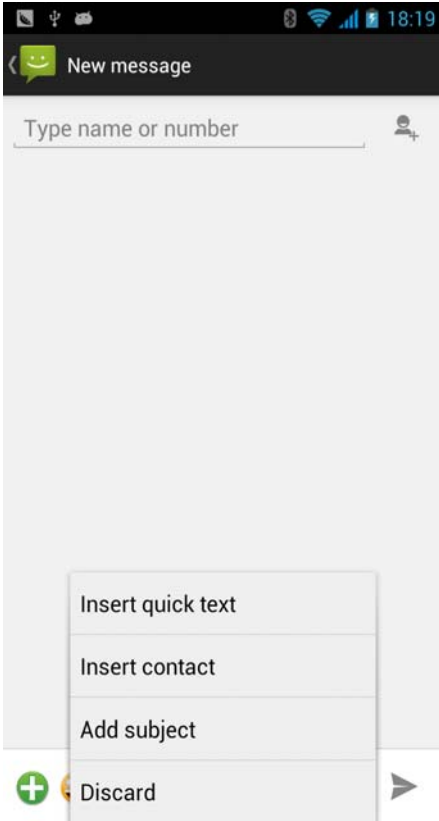 18:19
New message
Type name or number
Insert quick text
Insert contact
Add subject
Discard